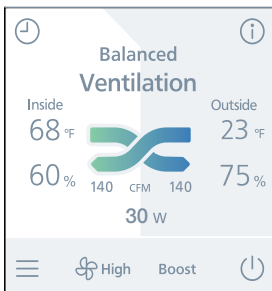 Balanced
Ventilation
Inside
Outside
68 °F
23 °F
60 %
75 %
140 CFM 140
30 W
High
Boost